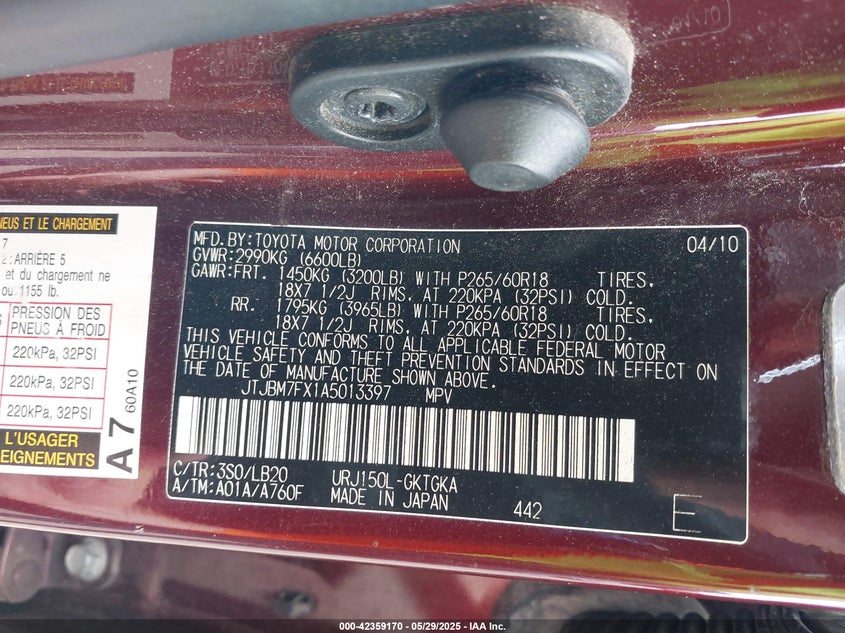 NEUS ET LE CHARGEMENT
7
2:ARRIÈRE 5
et du chargement ne
ou 1155 lb.
PRESSION DES
PNEUS À FROID
220kPa, 32PSI
220kPa, 32PSI
220kPa, 32PSI
L'USAGER
EIGNEMENTS
A 7 60A10
MFD.BY:TOYOTA MOTOR CORPORATION 04/10
GVWR:2990KG (6600LB)
GAWR:FRT. 1450KG (3200LB) WITH P265/60R18 TIRES,
18X7 1/2J RIMS, AT 220KPA (32PSI) COLD.
RR. 1795KG (3965LB) WITH P265/60R18 TIRES,
18X7 1/2J RIMS, AT 220KPA (32PSI) COLD.
THIS VEHICLE CONFORMS TO ALL APPLICABLE FEDERAL MOTOR
VEHICLE SAFETY AND THEFT PREVENTION STANDARDS IN EFFECT ON
THE DATE OF MANUFACTURE SHOWN ABOVE.
JTJBM7FX1A5013397 MPV
C/TR:3S0/LB20 URJ150L-GKTGKA
A/TM:A01A/A760F MADE IN JAPAN 442 E
000-42359170 - 05/29/2025 - IAA Inc.